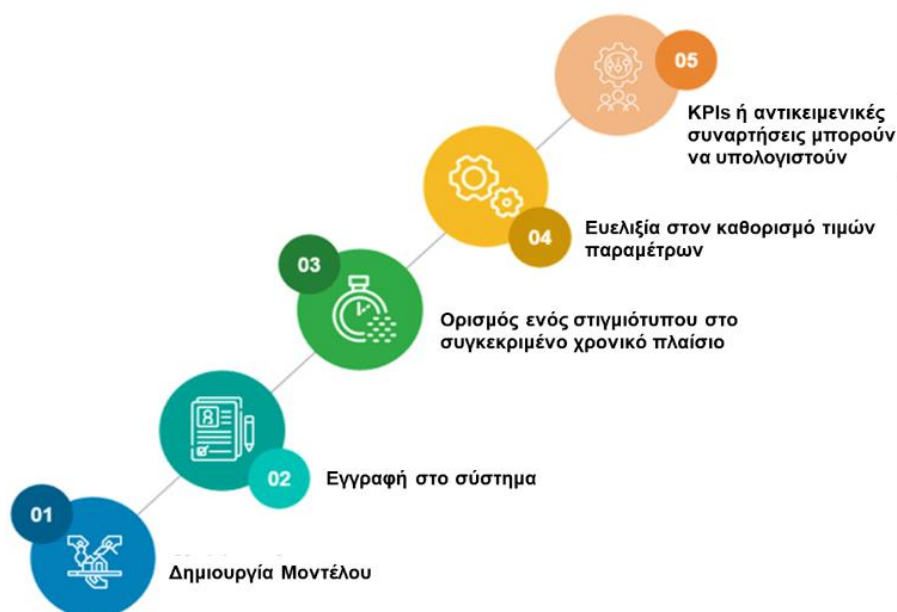 05
KPIs ή αντικειμενικές
συναρτήσεις μπορούν
να υπολογιστούν
04
Ευελιξία στον καθορισμό τιμών
παραμέτρων
03
Ορισμός ενός στιγμιότυπου στο
συγκεκριμένο χρονικό πλαίσιο
02
Εγγραφή στο σύστημα
01
Δημιουργία Μοντέλου